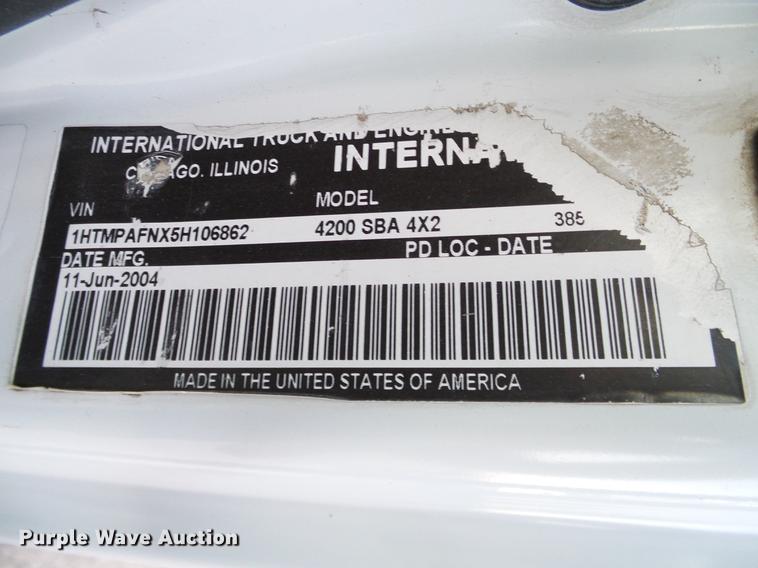 INTERNATIONAL TRUCK AND ENGINE
CHICAGO, ILLINOIS
INTERNA
VIN
MODEL
1HTMPAFNX5H106862
4200 SBA 4X2
385
DATE MFG.
PD LOC - DATE
11-Jun-2004
MADE IN THE UNITED STATES OF AMERICA
Purple Wave Auction